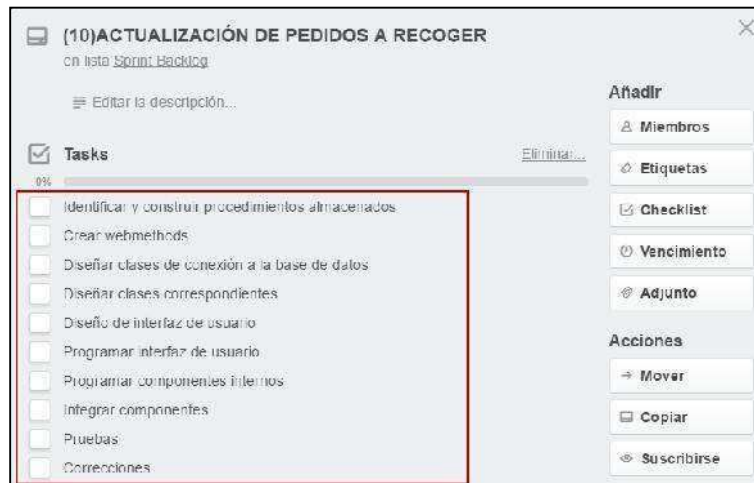 (10)ACTUALIZACIÓN DE PEDIDOS A RECOGER
en lista Sprint Backlog
Editar la descripción...
Tasks
Eliminar...
0%
Identificar y construir procedimientos almacenados
Crear webmethods
Diseñar clases de conexión a la base de datos
Diseñar clases correspondientes
Diseño de interfaz de usuario
Programar interfaz de usuario
Programar componentes internos
Integrar componentes
Pruebas
Correcciones
Añadir
Miembros
Etiquetas
Checklist
Vencimiento
Adjunto
Acciones
Mover
Copiar
Suscribirse